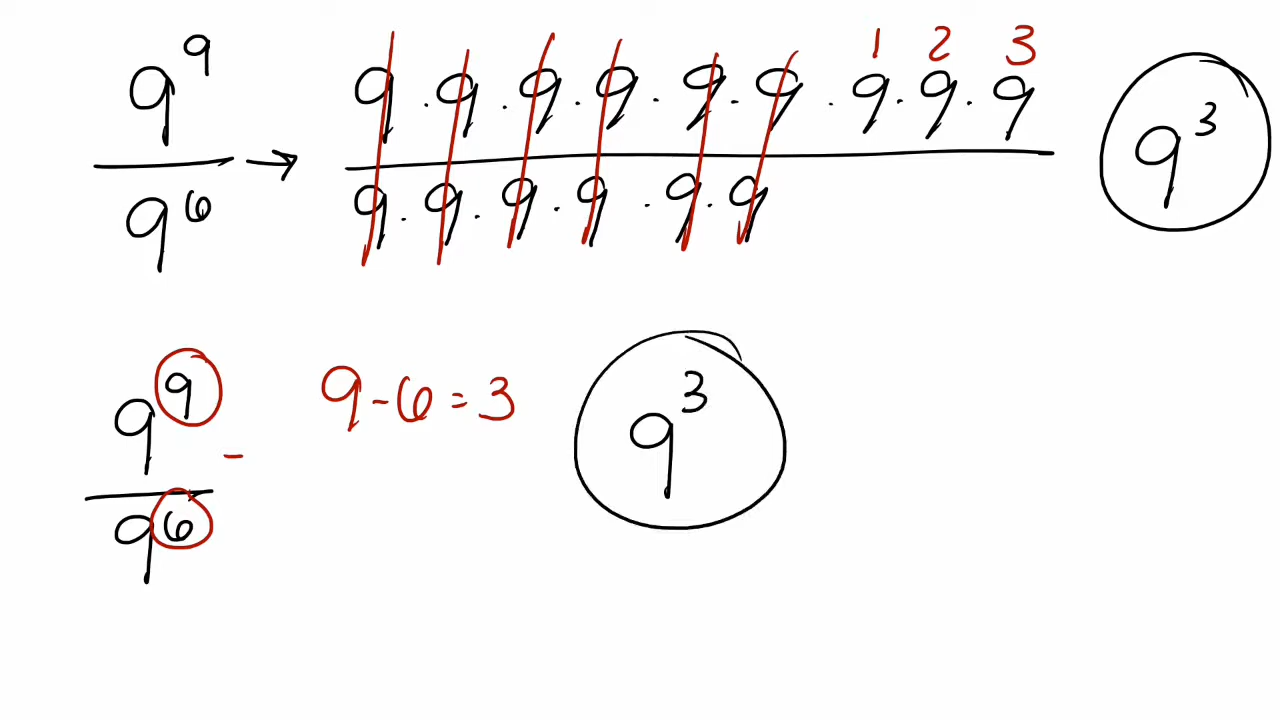 1 2 3
9^9 → 9 · 9 · 9 · 9 · 9 · 9 · 9 · 9 · 9
9^6 9 · 9 · 9 · 9 · 9 · 9
9^3
9^9 - 9 - 6 = 3 9^3
9^6